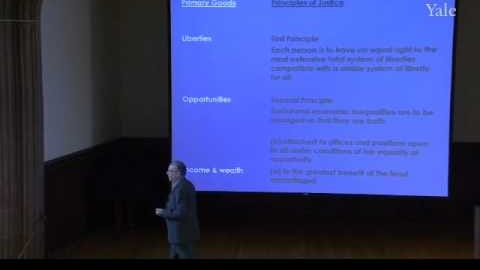 Yale
Primary Goods Principles of Justice
Liberties First Principle
Each person is to have an equal right to the
most extensive total system of liberties
compatible with a similar system of liberty
for all
Opportunities Second Principle
Social and economic inequalities are to be
arranged so that they are both:
attached to offices and positions open
to all under conditions of fair equality of
opportunity
Income & wealth to the greatest benefit of the least
advantaged